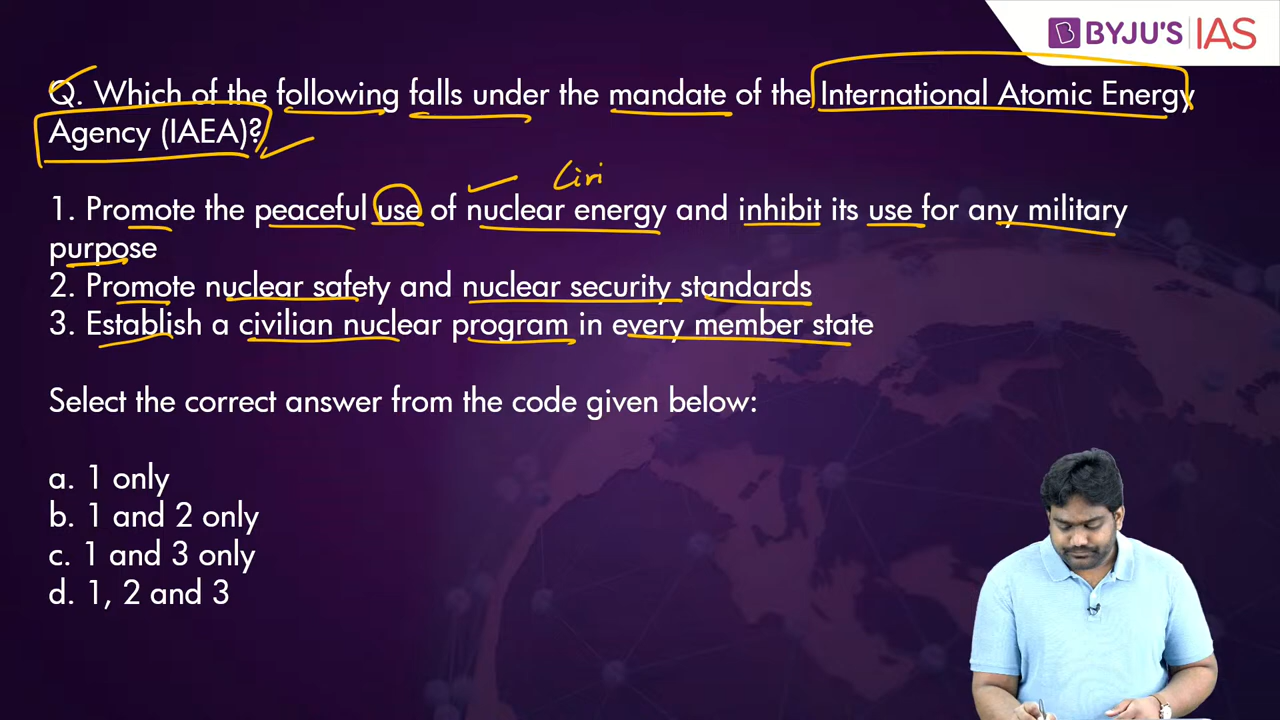 BYJU'S IAS
Q. Which of the following falls under the mandate of the International Atomic Energy
Agency (IAEA)?
Civi
1. Promote the peaceful use of nuclear energy and inhibit its use for any military
purpose
2. Promote nuclear safety and nuclear security standards
3. Establish a civilian nuclear program in every member state
Select the correct answer from the code given below:
a. 1 only
b. 1 and 2 only
c. 1 and 3 only
d. 1, 2 and 3